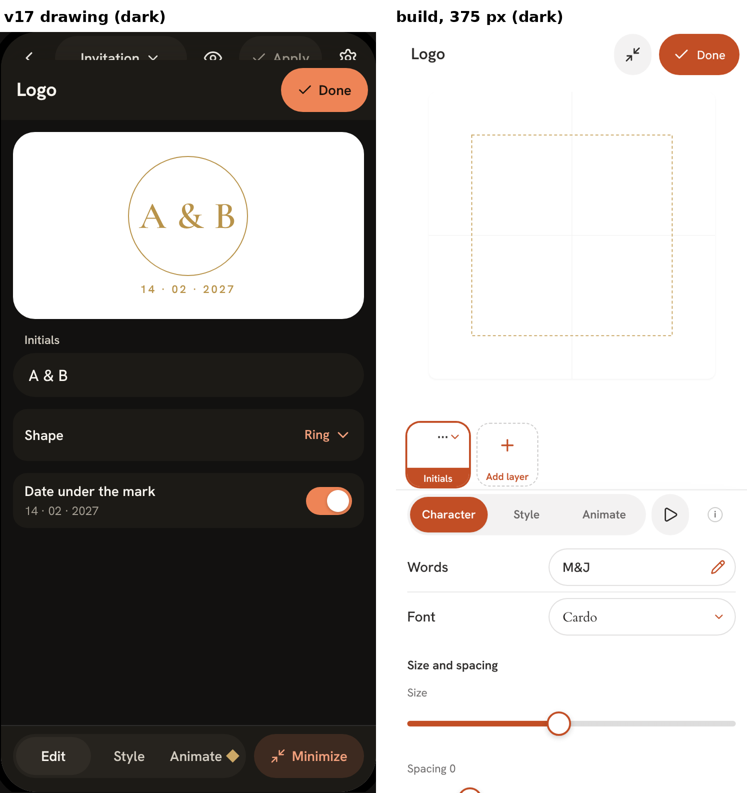 v17 drawing (dark)
build, 375 px (dark)
Invitation
Apply
Logo
Done
A & B
14 · 02 · 2027
Initials
A & B
Shape
Ring
Date under the mark
14 · 02 · 2027
Edit
Style
Animate
Minimize
Logo
Done
Initials
Add layer
Character
Style
Animate
Words
M&J
Font
Cardo
Size and spacing
Size
Spacing 0